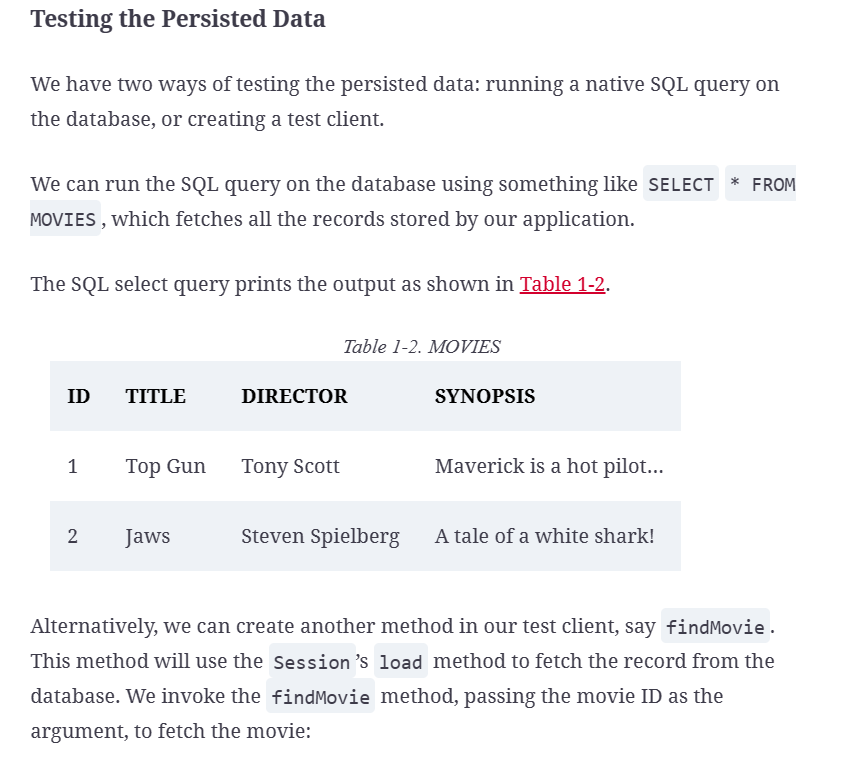 Testing the Persisted Data
We have two ways of testing the persisted data: running a native SQL query on
the database, or creating a test client.
We can run the SQL query on the database using something like SELECT * FROM
MOVIES, which fetches all the records stored by our application.
The SQL select query prints the output as shown in Table 1-2.
Table 1-2. MOVIES
ID TITLE DIRECTOR SYNOPSIS
1 Top Gun Tony Scott Maverick is a hot pilot…
2 Jaws Steven Spielberg A tale of a white shark!
Alternatively, we can create another method in our test client, say findMovie.
This method will use the Session’s load method to fetch the record from the
database. We invoke the findMovie method, passing the movie ID as the
argument, to fetch the movie: